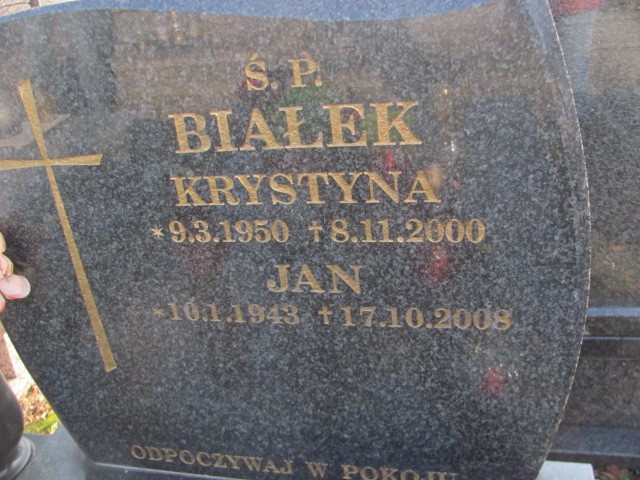 Ś. P.
BIAŁEK
KRYSTYNA
*9.3.1950 †8.11.2000
JAN
*10.1.1943 †17.10.2008
ODPOCZYWAJ W POKOJU